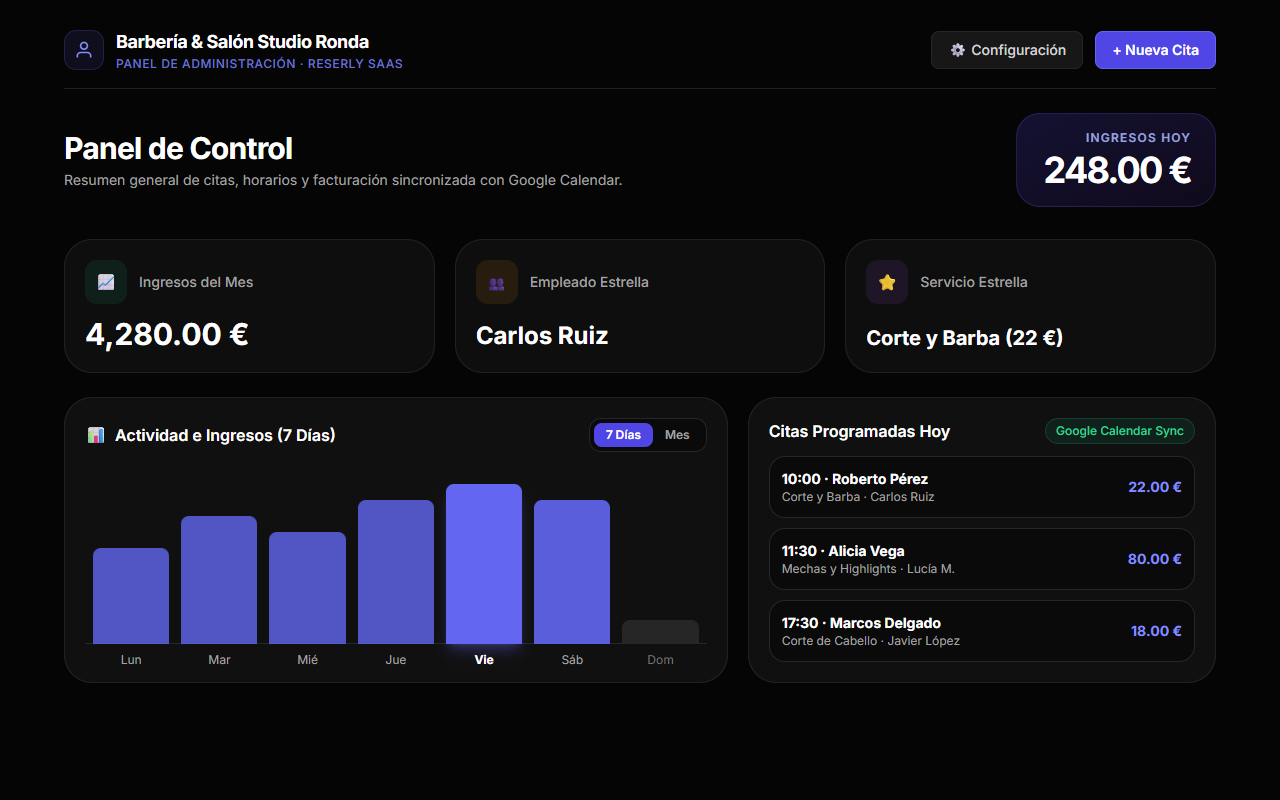 Barbería & Salón Studio Ronda
PANEL DE ADMINISTRACIÓN · RESERLY SAAS
⚙️ Configuración
+ Nueva Cita
Panel de Control
Resumen general de citas, horarios y facturación sincronizada con Google Calendar.
INGRESOS HOY
248.00 €
Ingresos del Mes
4,280.00 €
Empleado Estrella
Carlos Ruiz
Servicio Estrella
Corte y Barba (22 €)
Actividad e Ingresos (7 Días)
7 Días
Mes
Lun
Mar
Mié
Jue
Vie
Sáb
Dom
Citas Programadas Hoy
Google Calendar Sync
10:00 · Roberto Pérez
Corte y Barba · Carlos Ruiz
22.00 €
11:30 · Alicia Vega
Mechas y Highlights · Lucía M.
80.00 €
17:30 · Marcos Delgado
Corte de Cabello · Javier López
18.00 €